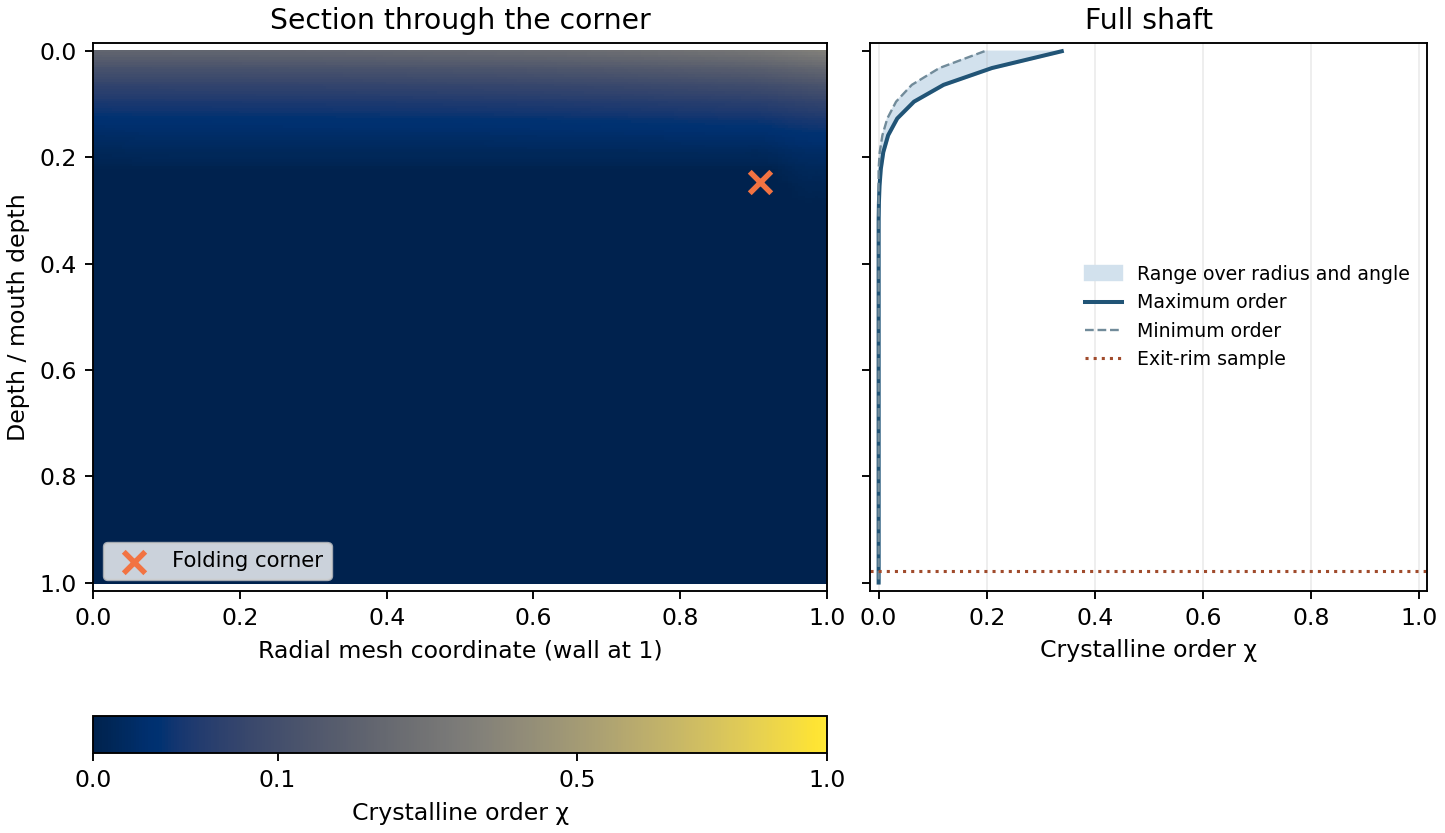 Section through the corner
Full shaft
0.0
0.2
0.4
0.6
0.8
1.0
Depth / mouth depth
Folding corner
0.0 0.2 0.4 0.6 0.8 1.0
Radial mesh coordinate (wall at 1)
Range over radius and angle
Maximum order
Minimum order
Exit-rim sample
0.0 0.2 0.4 0.6 0.8 1.0
Crystalline order χ
0.0 0.1 0.5 1.0
Crystalline order χ